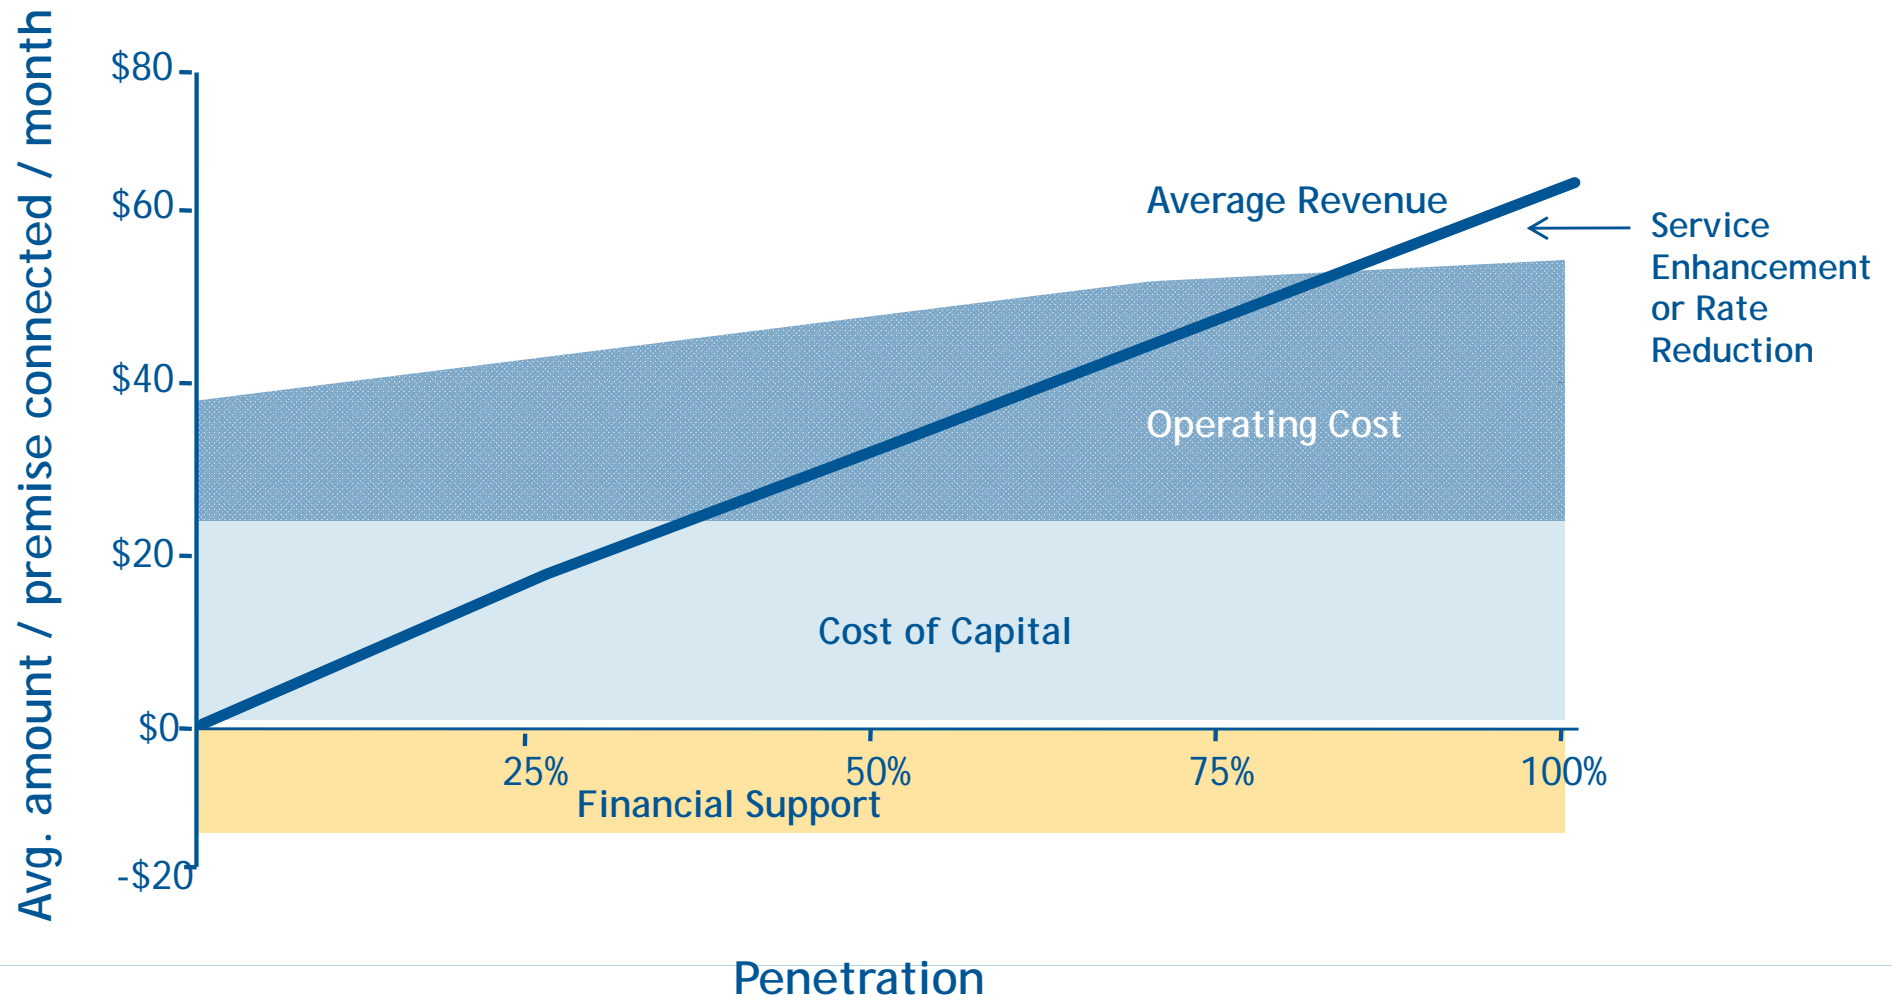 Avg. amount / premise connected / month
$80
$60
$40
$20
$0
-$20
Average Revenue
Service
Enhancement
or Rate
Reduction
Operating Cost
Cost of Capital
25%
50%
75%
100%
Financial Support
Penetration